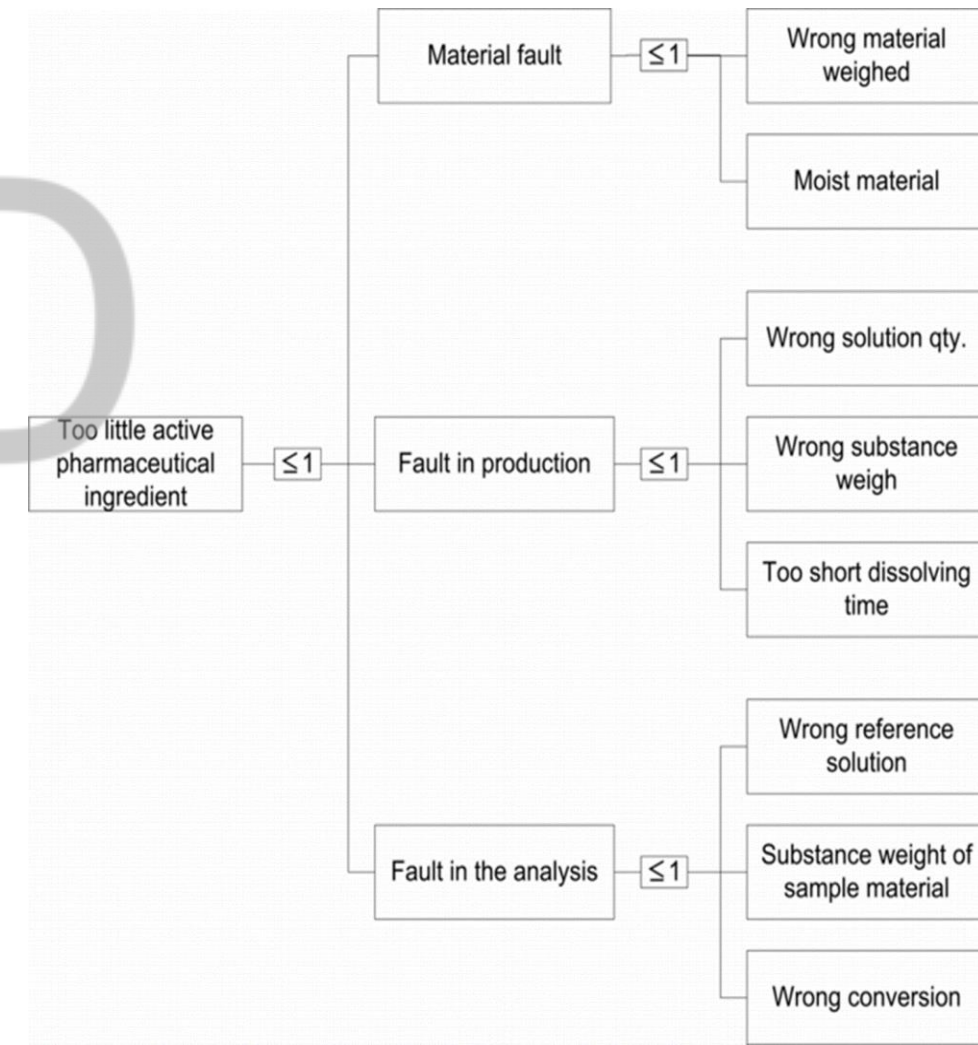 Material fault
≤1
Wrong material
weighed
Moist material
Too little active
pharmaceutical
ingredient
≤1
Fault in production
≤1
Wrong solution qty.
Wrong substance
weigh
Too short dissolving
time
Fault in the analysis
≤1
Wrong reference
solution
Substance weight of
sample material
Wrong conversion